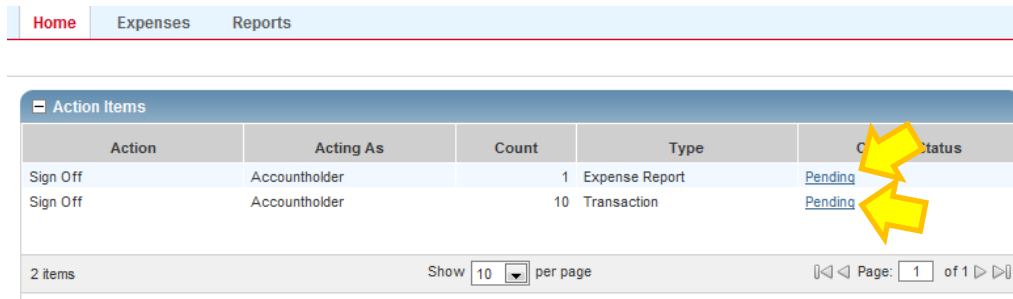 Home Expenses Reports
Action Items
Action Acting As Count Type Status
Sign Off Accountholder 1 Expense Report Pending
Sign Off Accountholder 10 Transaction Pending
2 items Show 10 per page Page: 1 of 1